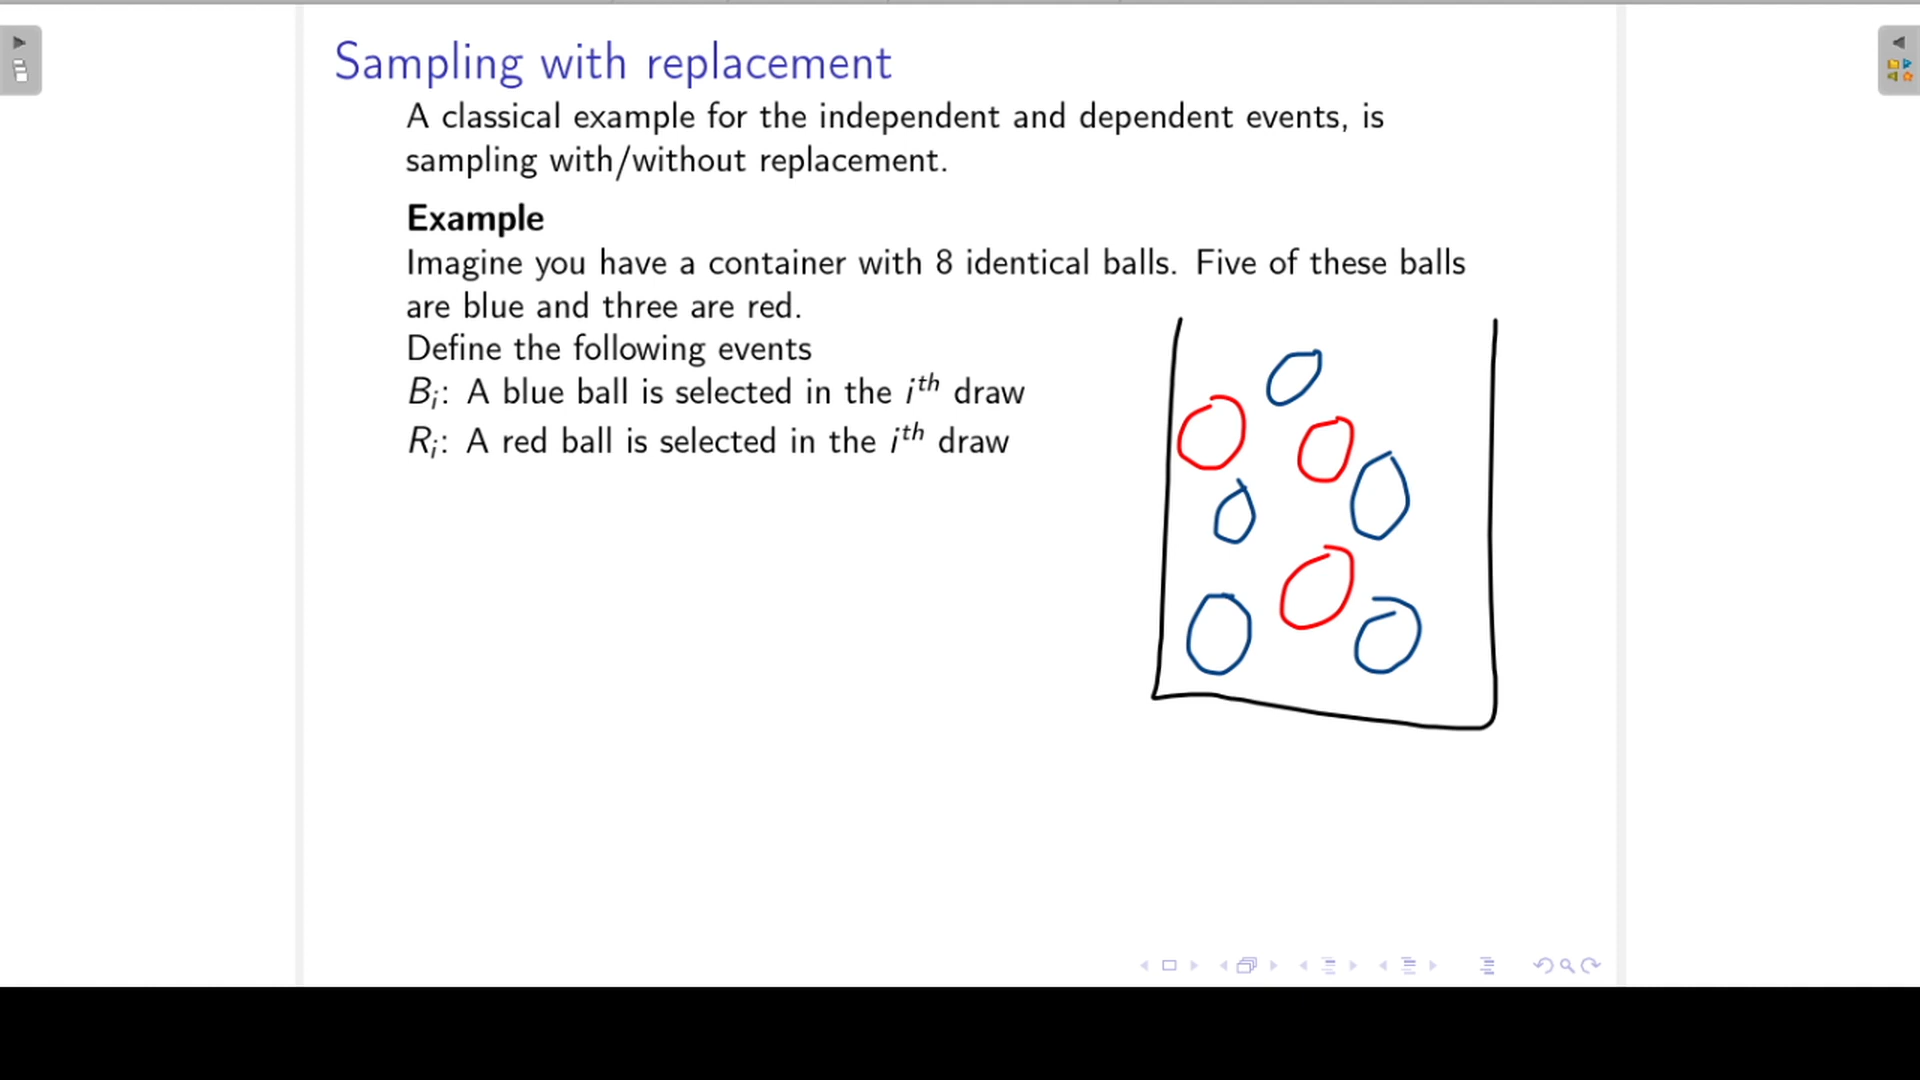 Sampling with replacement
A classical example for the independent and dependent events, is
sampling with/without replacement.
Example
Imagine you have a container with 8 identical balls. Five of these balls
are blue and three are red.
Define the following events
Bᵢ: A blue ball is selected in the iᵗʰ draw
Rᵢ: A red ball is selected in the iᵗʰ draw